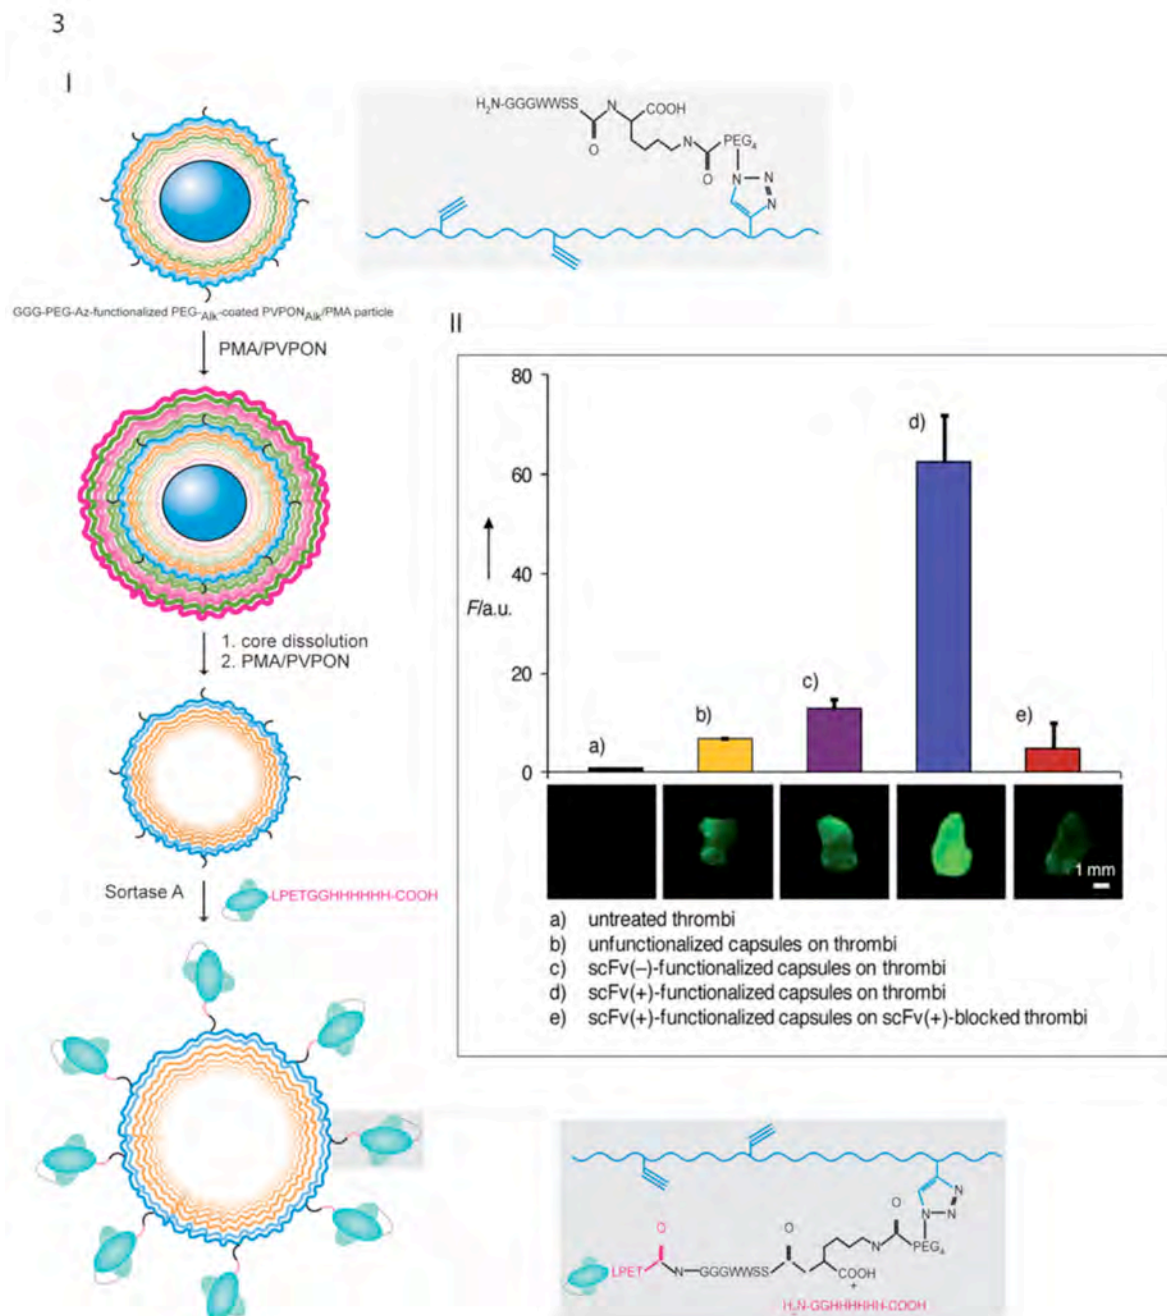 3
I
H2N-GGGWWSS
N
COOH
O
N
PEG4
O
N
N
N
GGG-PEG-Az-functionalized PEG-Alk-coated PVPONAlk/PMA particle
PMA/PVPON
1. core dissolution
2. PMA/PVPON
Sortase A
LPETGGHHHHHH-COOH
II
80
60
40
20
0
F/a.u.
a)
b)
c)
d)
e)
1 mm
a) untreated thrombi
b) unfunctionalized capsules on thrombi
c) scFv(–)-functionalized capsules on thrombi
d) scFv(+)-functionalized capsules on thrombi
e) scFv(+)-functionalized capsules on scFv(+)-blocked thrombi
N
N
N
O
O
O
N
PEG4
LPET
N
GGGWWSS
COOH
+
H2N-GGHHHHHH-COOH